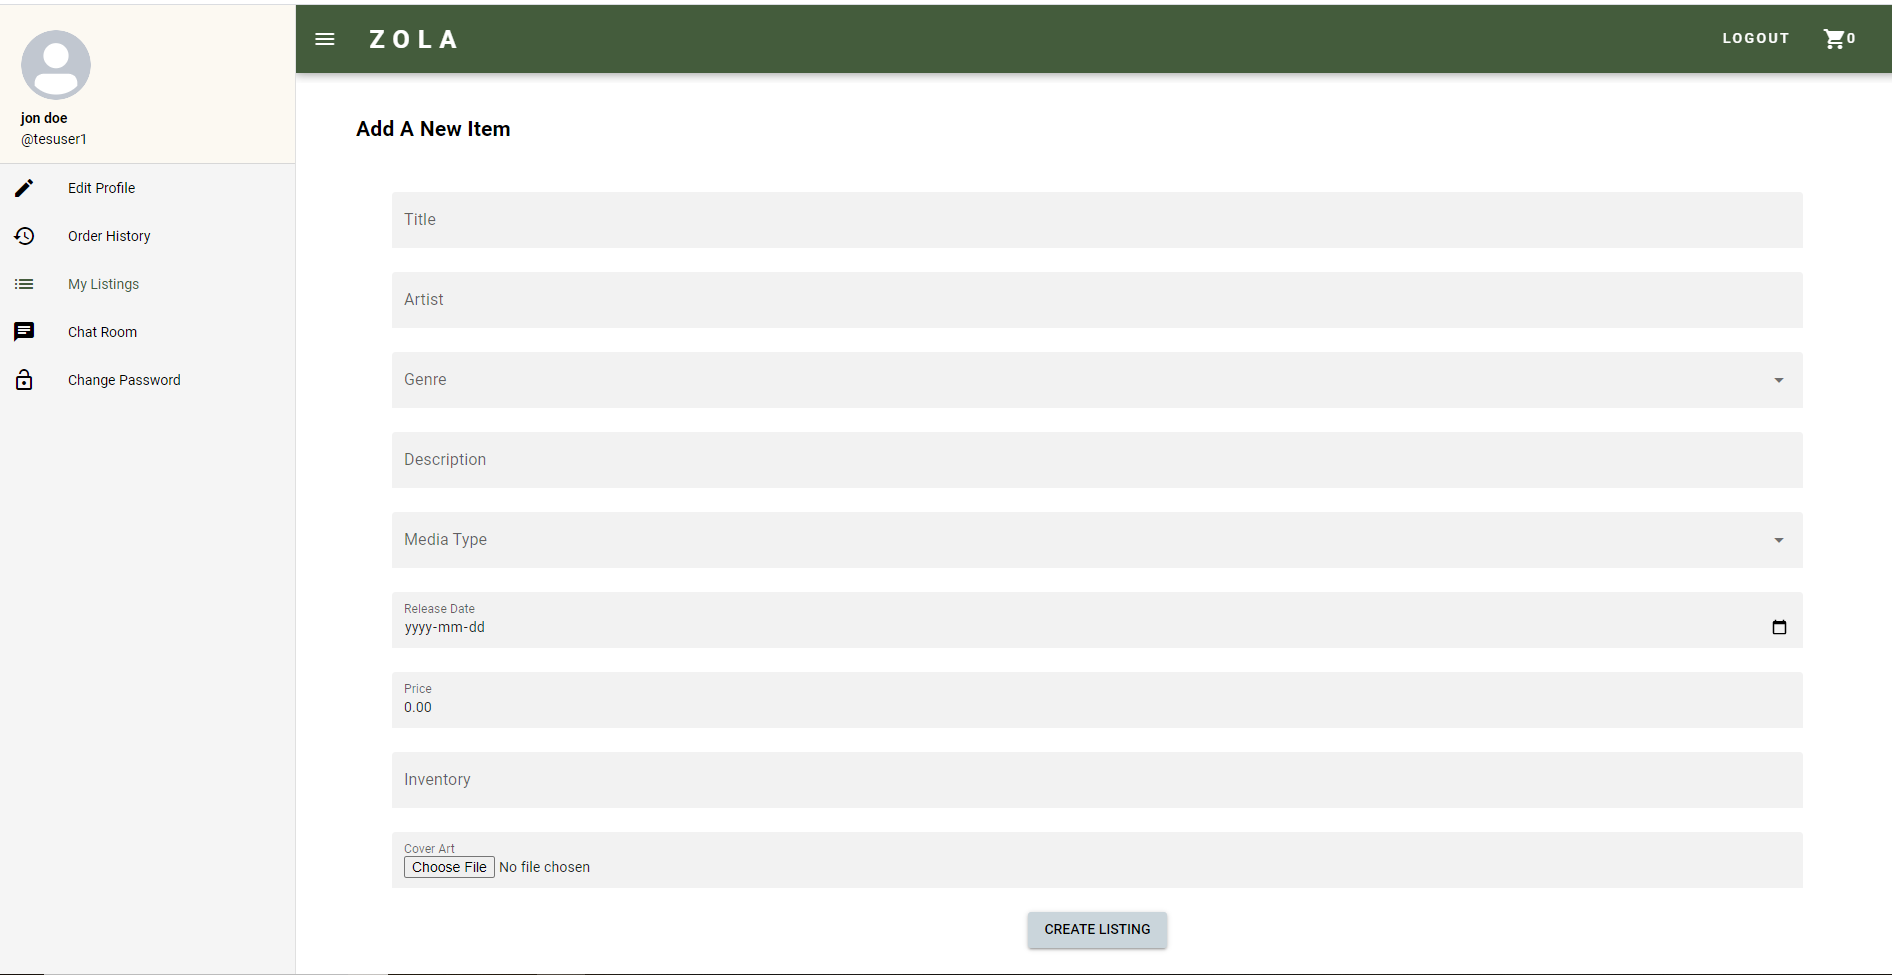 jon doe
@tesuser1
Edit Profile
Order History
My Listings
Chat Room
Change Password
ZOLA
LOGOUT
0
Add A New Item
Title
Artist
Genre
Description
Media Type
Release Date
yyyy-mm-dd
Price
0.00
Inventory
Cover Art
Choose File No file chosen
CREATE LISTING